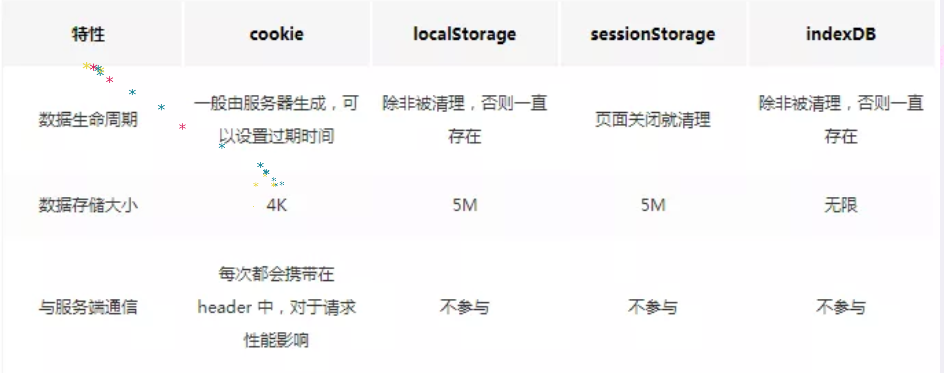 特性 cookie localStorage sessionStorage indexDB
数据生命周期
一般由服务器生成，可
以设置过期时间
除非被清理，否则一直
存在
页面关闭就清理
除非被清理，否则一直
存在
数据存储大小 4K 5M 5M 无限
与服务端通信
每次都会携带在
header 中，对于请求
性能影响
不参与
不参与
不参与